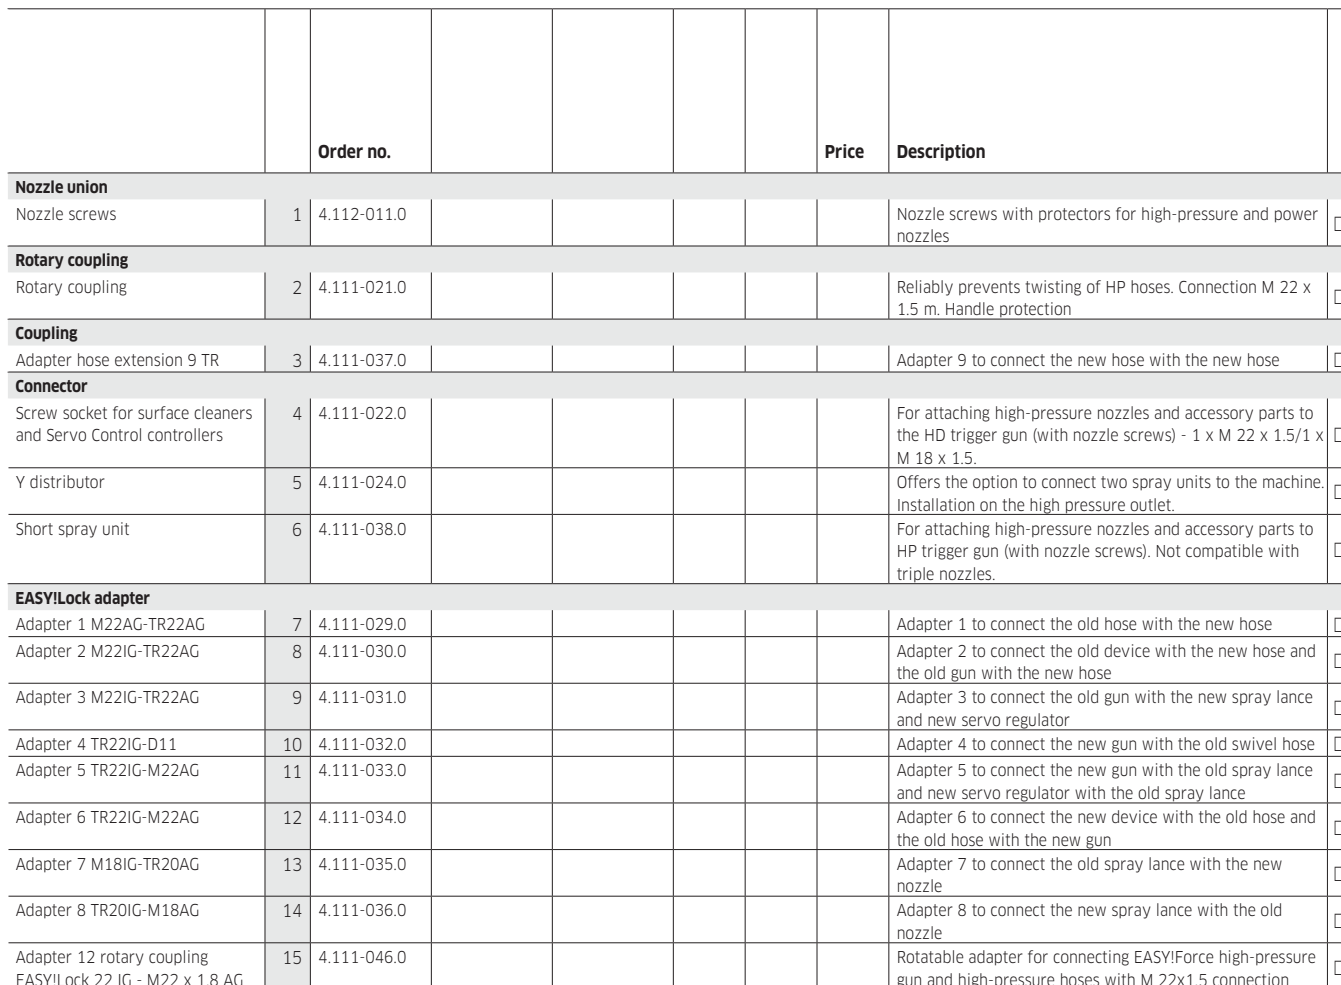 Order no. Price Description
Nozzle union
Nozzle screws 1 4.112-011.0 Nozzle screws with protectors for high-pressure and power
nozzles
Rotary coupling
Rotary coupling 2 4.111-021.0 Reliably prevents twisting of HP hoses. Connection M 22 x
1.5 m. Handle protection
Coupling
Adapter hose extension 9 TR 3 4.111-037.0 Adapter 9 to connect the new hose with the new hose
Connector
Screw socket for surface cleaners 4 4.111-022.0 For attaching high-pressure nozzles and accessory parts to
and Servo Control controllers the HD trigger gun (with nozzle screws) - 1 x M 22 x 1.5/1 x
M 18 x 1.5.
Y distributor 5 4.111-024.0 Offers the option to connect two spray units to the machine.
Installation on the high pressure outlet.
Short spray unit 6 4.111-038.0 For attaching high-pressure nozzles and accessory parts to
HP trigger gun (with nozzle screws). Not compatible with
triple nozzles.
EASY!Lock adapter
Adapter 1 M22AG-TR22AG 7 4.111-029.0 Adapter 1 to connect the old hose with the new hose
Adapter 2 M22IG-TR22AG 8 4.111-030.0 Adapter 2 to connect the old device with the new hose and
the old gun with the new hose
Adapter 3 M22IG-TR22AG 9 4.111-031.0 Adapter 3 to connect the old gun with the new spray lance
and new servo regulator
Adapter 4 TR22IG-D11 10 4.111-032.0 Adapter 4 to connect the new gun with the old swivel hose
Adapter 5 TR22IG-M22AG 11 4.111-033.0 Adapter 5 to connect the new gun with the old spray lance
and new servo regulator with the old spray lance
Adapter 6 TR22IG-M22AG 12 4.111-034.0 Adapter 6 to connect the new device with the old hose and
the old hose with the new gun
Adapter 7 M18IG-TR20AG 13 4.111-035.0 Adapter 7 to connect the old spray lance with the new
nozzle
Adapter 8 TR20IG-M18AG 14 4.111-036.0 Adapter 8 to connect the new spray lance with the old
nozzle
Adapter 12 rotary coupling 15 4.111-046.0 Rotatable adapter for connecting EASY!Force high-pressure
EASY!Lock 22 IG - M22 x 1.8 AG gun and high-pressure hoses with M 22x1.5 connection